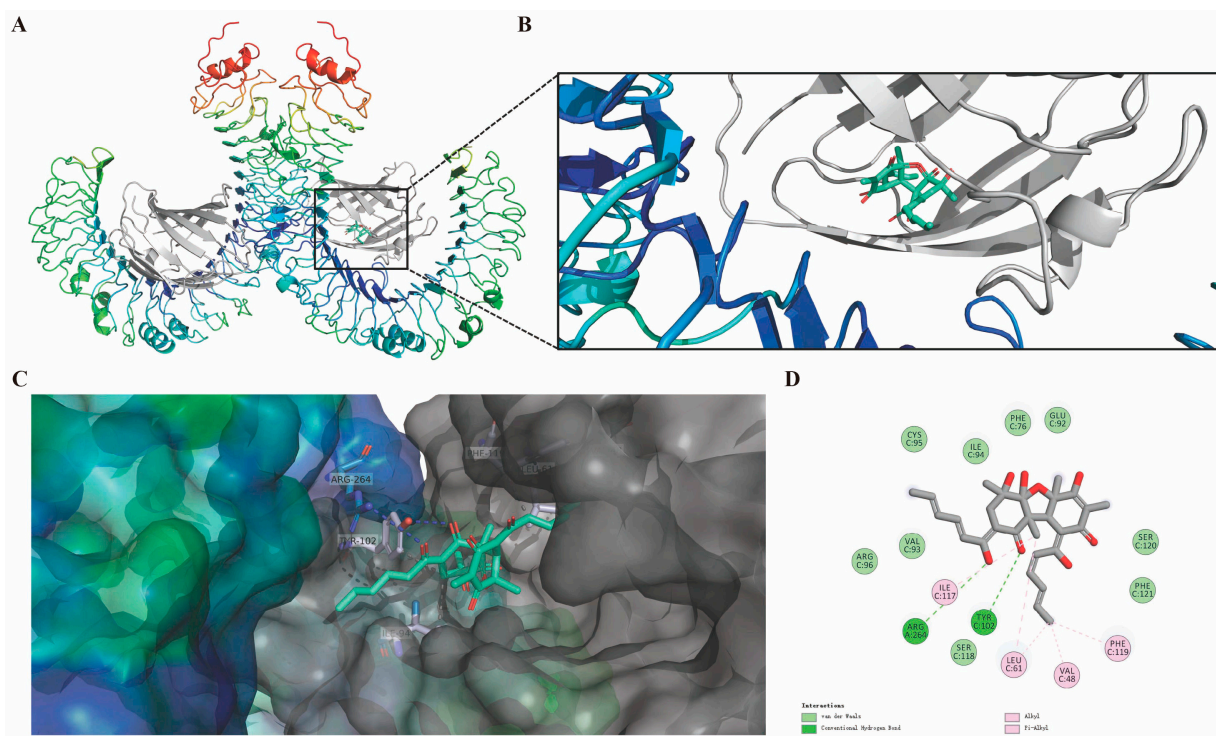 A
B
C
D
ARG-264
ILE-94
PHE
C:76
GLU
C:92
CYS
C:95
ILE
C:94
VAL
C:93
ARG
C:96
SER
C:120
PHE
C:121
ILE
C:117
TYR
C:102
ARG
A:264
SER
C:118
LEU
C:61
VAL
C:48
PHE
C:119
Interactions
van der Waals
Conventional Hydrogen Bond
Alkyl
Pi-Alkyl